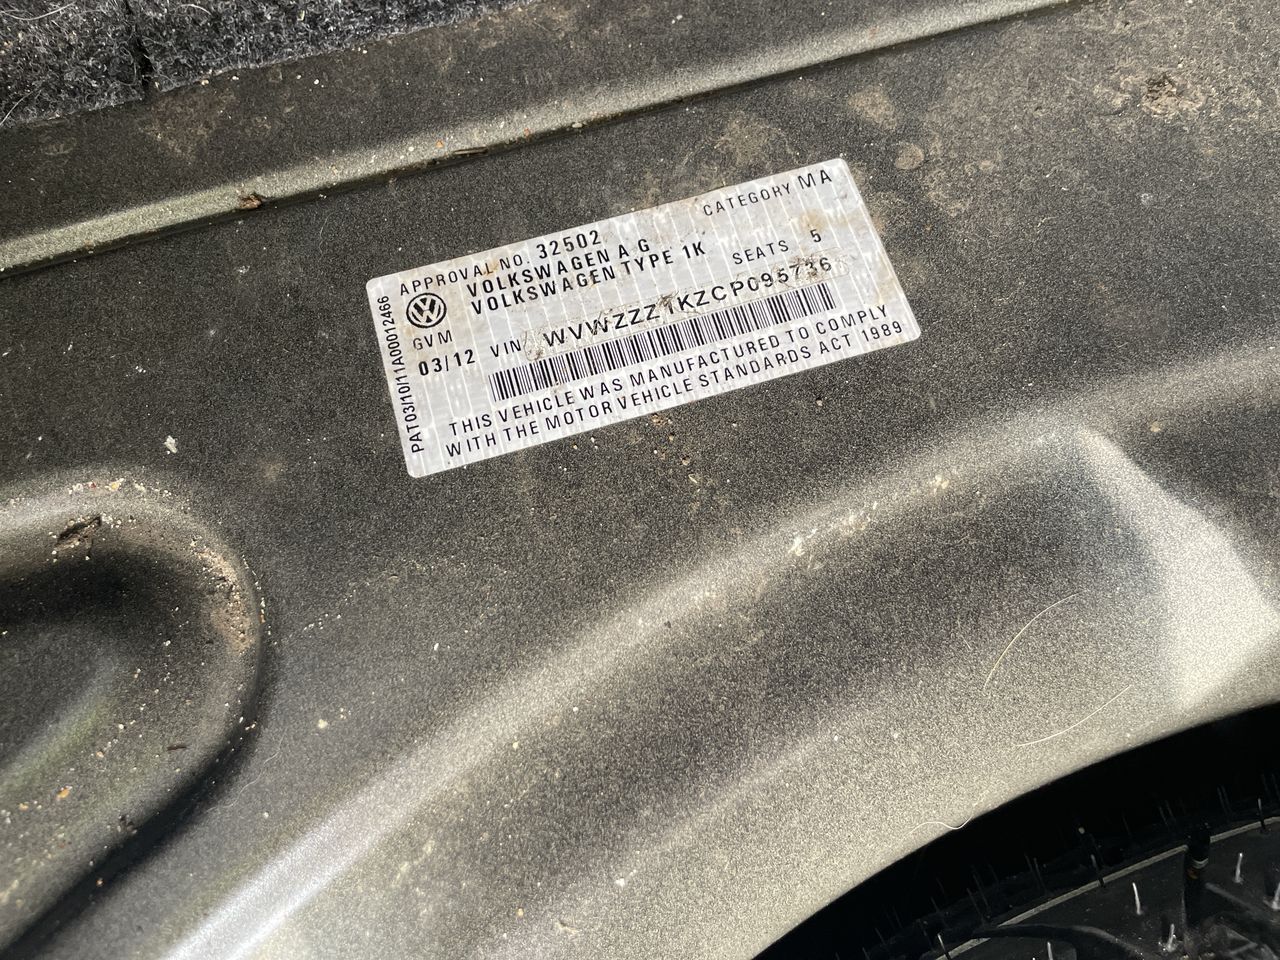 APPROVAL NO. 32502 CATEGORY MA
VOLKSWAGEN A G
VOLKSWAGEN TYPE 1K SEATS 5
GVM
03/12 VIN WVWZZZ1KZCP095736
THIS VEHICLE WAS MANUFACTURED TO COMPLY
WITH THE MOTOR VEHICLE STANDARDS ACT 1989
PAT03/10/11A00012466